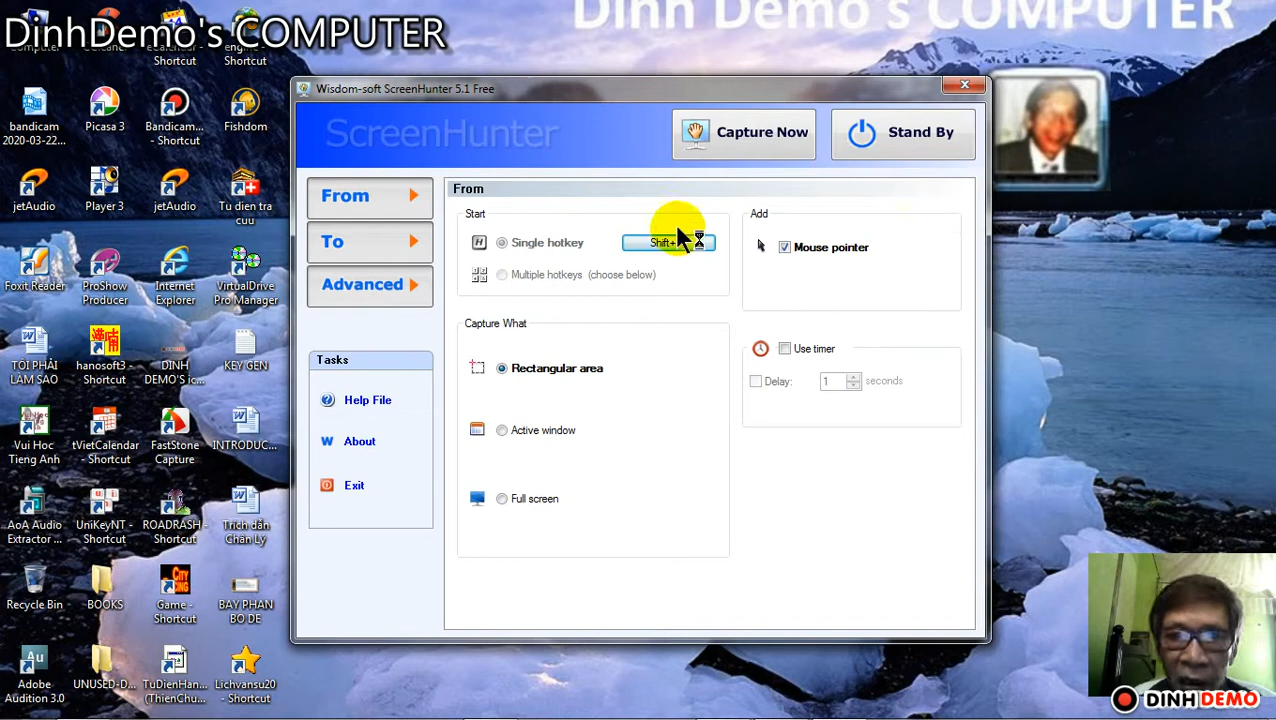 Dinh Demo's COMPUTER
DinhDemo's COMPUTER
Shortcut
Shortcut
bandicam
2020-03-22...
Picasa 3
Bandicam...
- Shortcut
Fishdom
jetAudio
Player 3
jetAudio
Tu dien tra
cuu
Foxit Reader
ProShow
Producer
Internet
Explorer
VirtualDrive
Pro Manager
TÔI PHẢI
LÀM SAO
hanosoft3 -
Shortcut
DINH
DEMO'S ic...
KEY GEN
Vui Hoc
Tieng Anh
tVietCalendar
- Shortcut
FastStone
Capture
INTRODUC...
AoA Audio
Extractor ...
UniKeyNT -
Shortcut
ROADRASH -
Shortcut
Trích dẫn
Chân Lý
Recycle Bin
BOOKS
Game -
Shortcut
BAY PHAN
BO DE
Adobe
Audition 3.0
UNUSED-D...
TuDienHan...
(ThienChu...
Lichvansu20
- Shortcut
Wisdom-soft ScreenHunter 5.1 Free
ScreenHunter
Capture Now
Stand By
From
To
Advanced
Tasks
Help File
About
Exit
From
Start
Single hotkey
Shift+
Multiple hotkeys (choose below)
Capture What
Rectangular area
Active window
Full screen
Add
Mouse pointer
Use timer
Delay:
1
seconds
DINHDEMO